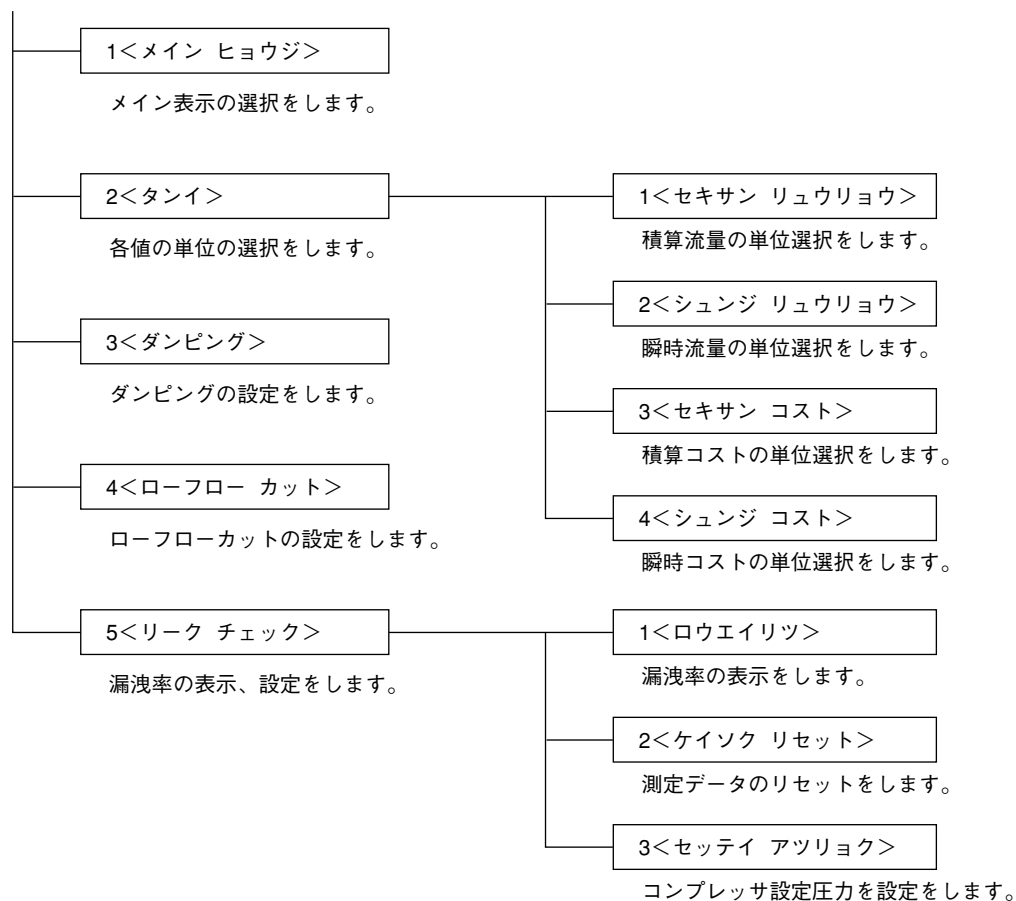 1＜メイン ヒョウジ＞
メイン表示の選択をします。
2＜タンイ＞
各値の単位の選択をします。
1＜セキサン リュウリョウ＞
積算流量の単位選択をします。
2＜シュンジ リュウリョウ＞
瞬時流量の単位選択をします。
3＜セキサン コスト＞
積算コストの単位選択をします。
4＜シュンジ コスト＞
瞬時コストの単位選択をします。
3＜ダンピング＞
ダンピングの設定をします。
4＜ローフロー カット＞
ローフローカットの設定をします。
5＜リーク チェック＞
漏洩率の表示、設定をします。
1＜ロウエイリツ＞
漏洩率の表示をします。
2＜ケイソク リセット＞
測定データのリセットをします。
3＜セッテイ アツリョク＞
コンプレッサ設定圧力を設定をします。